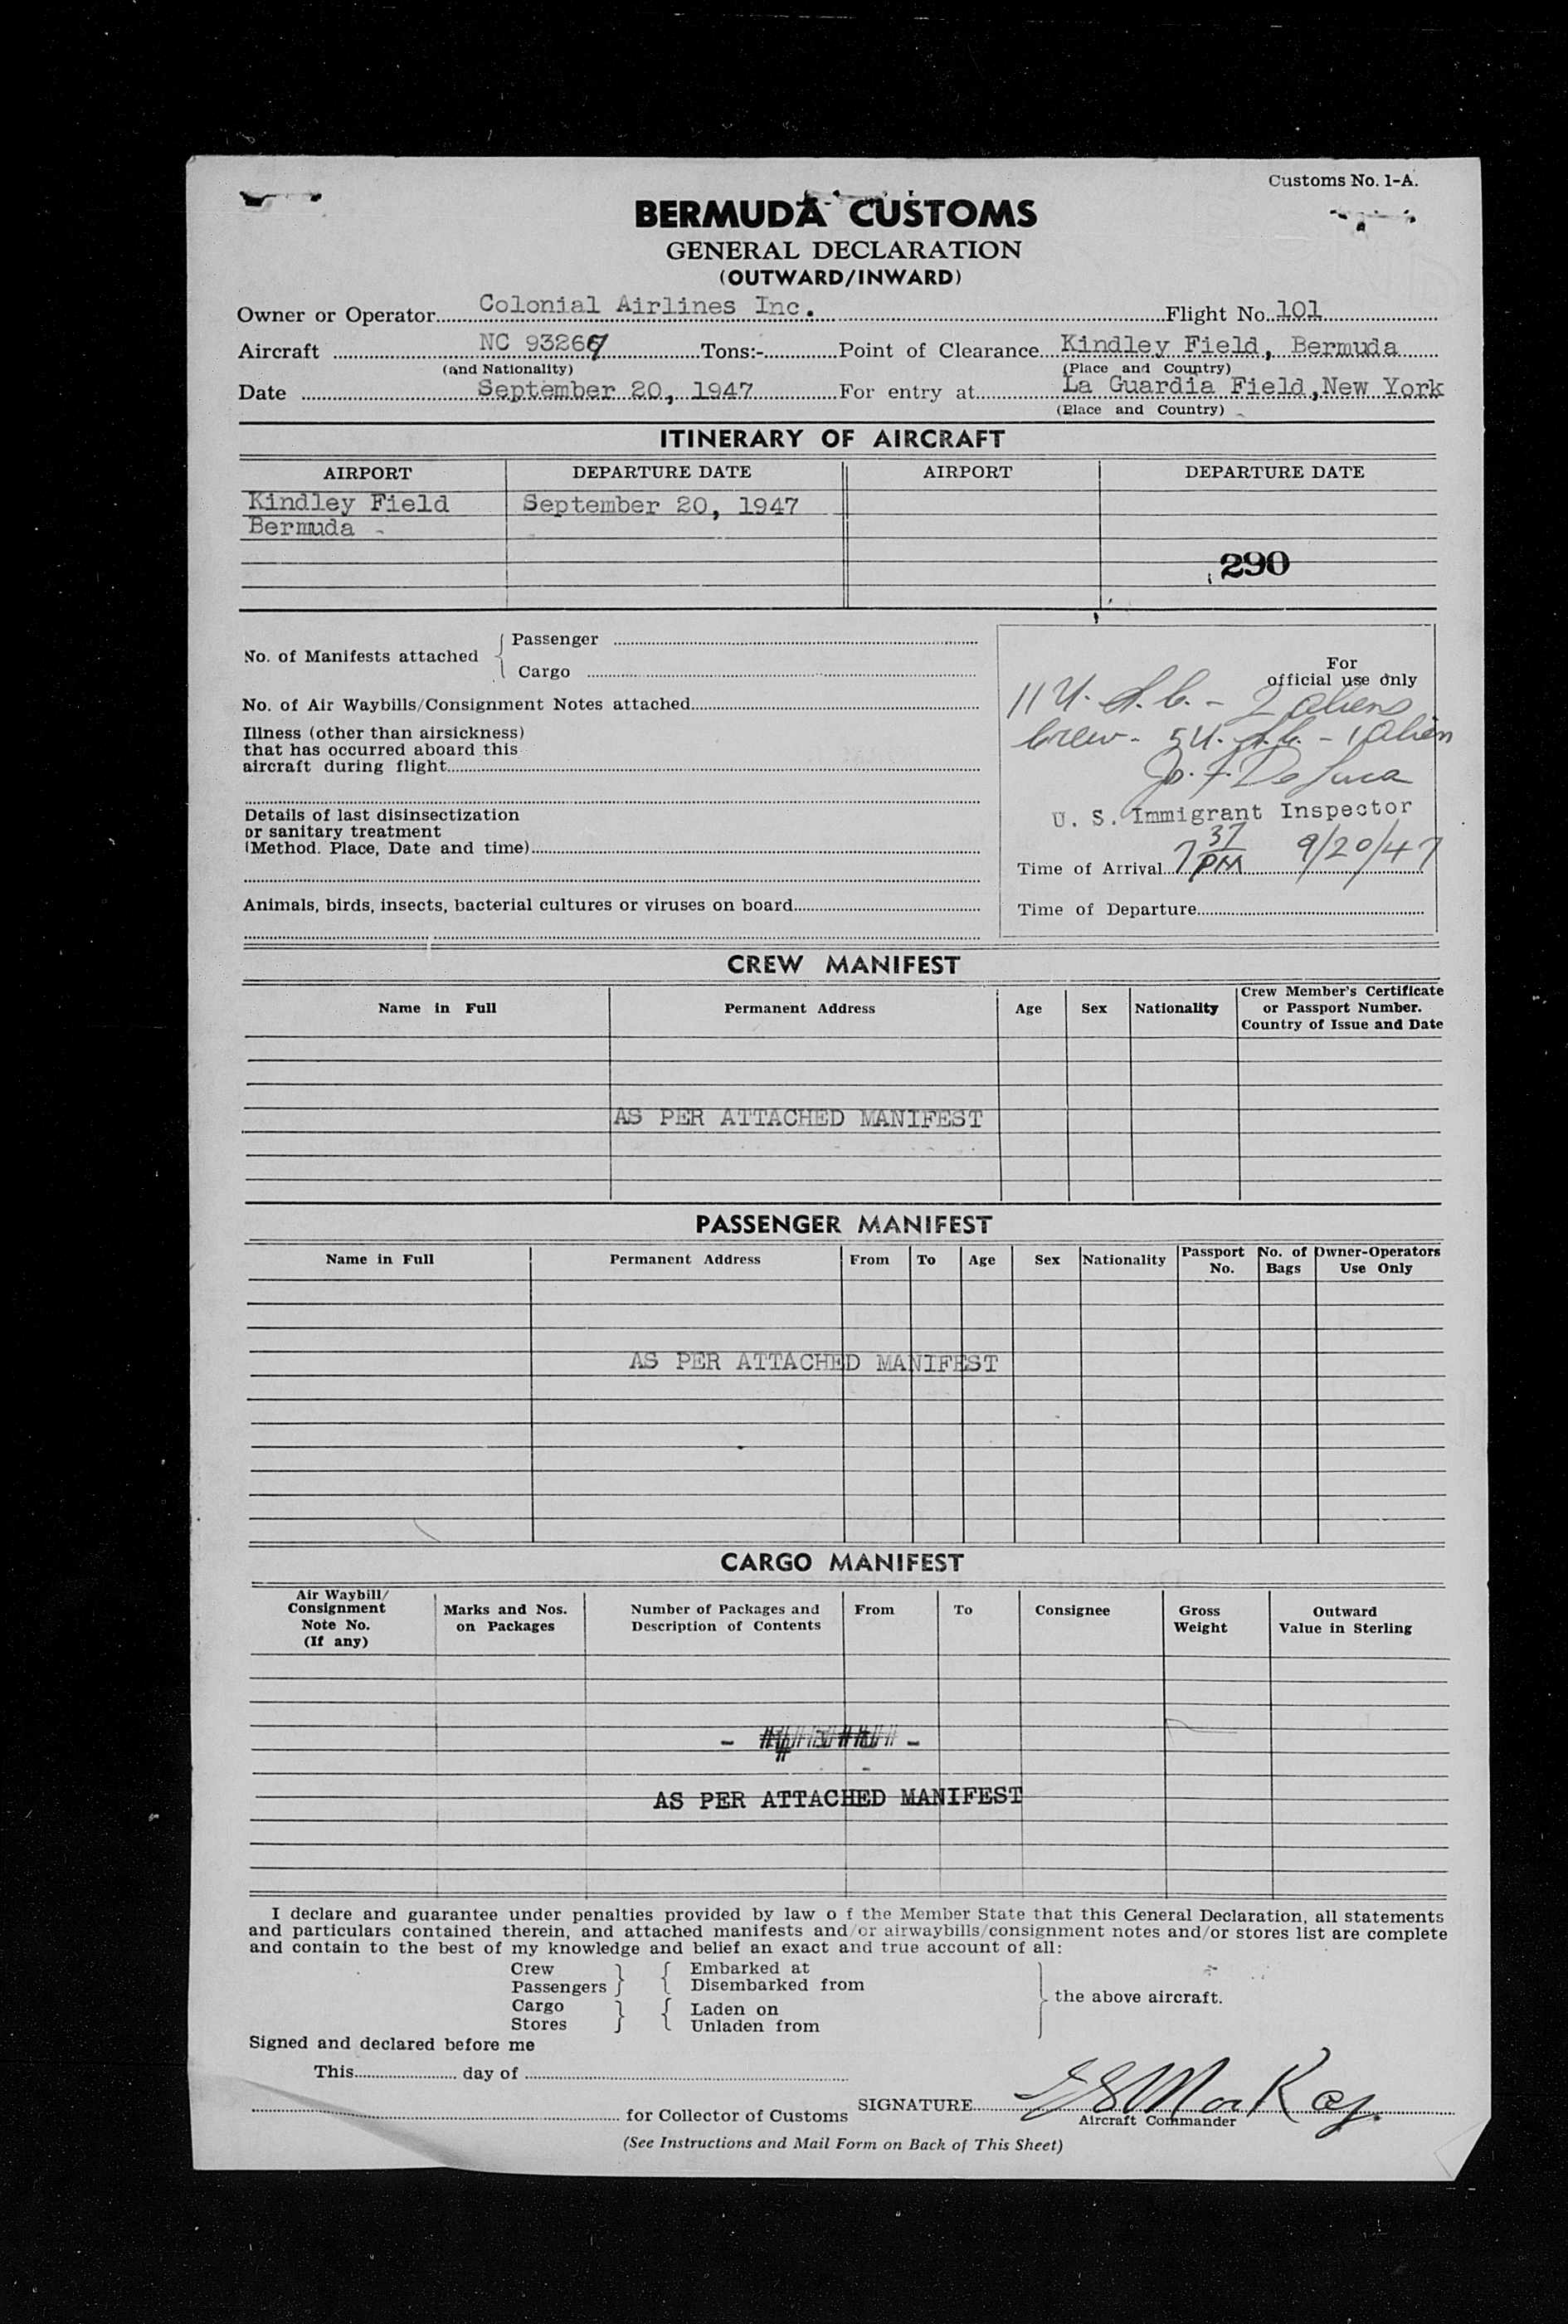 Customs No. 1-A.
BERMUDA CUSTOMS
GENERAL DECLARATION
(OUTWARD/INWARD)
Owner or Operator Colonial Airlines Inc. Flight No. 101
Aircraft NC 93267 Tons:- Point of Clearance Kindley Field, Bermuda
(and Nationality) (Place and Country)
Date September 20, 1947 For entry at La Guardia Field, New York
(Place and Country)
ITINERARY OF AIRCRAFT
AIRPORT DEPARTURE DATE AIRPORT DEPARTURE DATE
Kindley Field September 20, 1947
Bermuda -
290
No. of Manifests attached { Passenger
Cargo
No. of Air Waybills/Consignment Notes attached
Illness (other than airsickness)
that has occurred aboard this
aircraft during flight
Details of last disinsectization
or sanitary treatment
(Method. Place, Date and time)
Animals, birds, insects, bacterial cultures or viruses on board
For
official use only
11 U.S.C. - 2 aliens
Crew - 5 U.S.C. - 1 Alien
Jo. F. DeLuca
U. S. Immigrant Inspector
Time of Arrival 7 37 PM 9/20/47
Time of Departure
CREW MANIFEST
Name in Full Permanent Address Age Sex Nationality Crew Member's Certificate
or Passport Number.
Country of Issue and Date
AS PER ATTACHED MANIFEST
PASSENGER MANIFEST
Name in Full Permanent Address From To Age Sex Nationality Passport No. No. of Bags Owner-Operators Use Only
AS PER ATTACHED MANIFEST
CARGO MANIFEST
Air Waybill/
Consignment
Note No.
(If any)
Marks and Nos.
on Packages
Number of Packages and
Description of Contents
From To Consignee Gross
Weight
Outward
Value in Sterling
AS PER ATTACHED MANIFEST
I declare and guarantee under penalties provided by law o f the Member State that this General Declaration, all statements
and particulars contained therein, and attached manifests and/or airwaybills/consignment notes and/or stores list are complete
and contain to the best of my knowledge and belief an exact and true account of all:
Crew } { Embarked at
Passengers } { Disembarked from
Cargo } { Laden on
Stores } { Unladen from
} the above aircraft.
Signed and declared before me
This day of
for Collector of Customs SIGNATURE
Aircraft Commander
(See Instructions and Mail Form on Back of This Sheet)